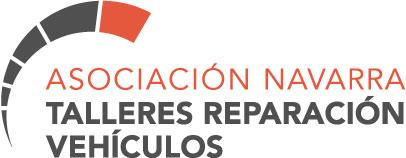 ASOCIACIÓN NAVARRA
TALLERES REPARACIÓN
VEHÍCULOS